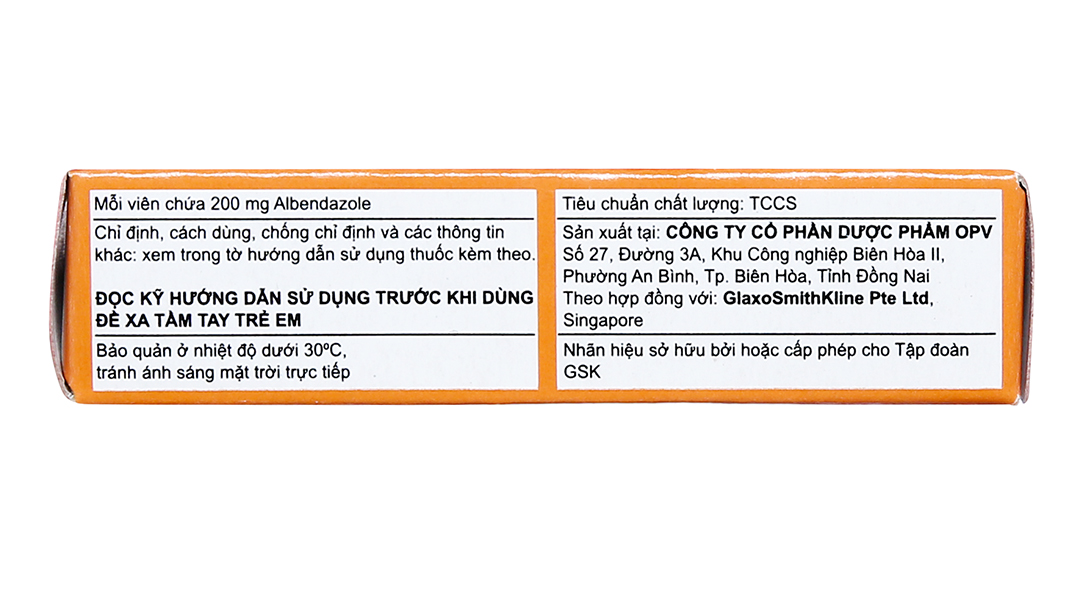 Mỗi viên chứa 200 mg Albendazole
Chỉ định, cách dùng, chống chỉ định và các thông tin
khác: xem trong tờ hướng dẫn sử dụng thuốc kèm theo.
ĐỌC KỸ HƯỚNG DẪN SỬ DỤNG TRƯỚC KHI DÙNG
ĐỂ XA TẦM TAY TRẺ EM
Bảo quản ở nhiệt độ dưới 30ºC,
tránh ánh sáng mặt trời trực tiếp
Tiêu chuẩn chất lượng: TCCS
Sản xuất tại: CÔNG TY CỔ PHẦN DƯỢC PHẨM OPV
Số 27, Đường 3A, Khu Công nghiệp Biên Hòa II,
Phường An Bình, Tp. Biên Hòa, Tỉnh Đồng Nai
Theo hợp đồng với: GlaxoSmithKline Pte Ltd,
Singapore
Nhãn hiệu sở hữu bởi hoặc cấp phép cho Tập đoàn
GSK